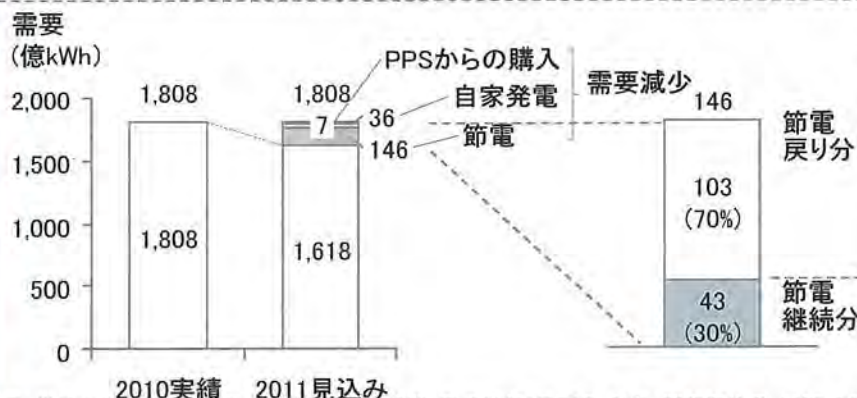 需要
(億kWh)
2,000
1,500
1,000
500
0
1,808
1,808
2010実績
1,808
7
36
146
1,618
2011見込み
PPSからの購入
自家発電
節電
需要減少
146
103
(70%)
43
(30%)
節電
戻り分
節電
継続分